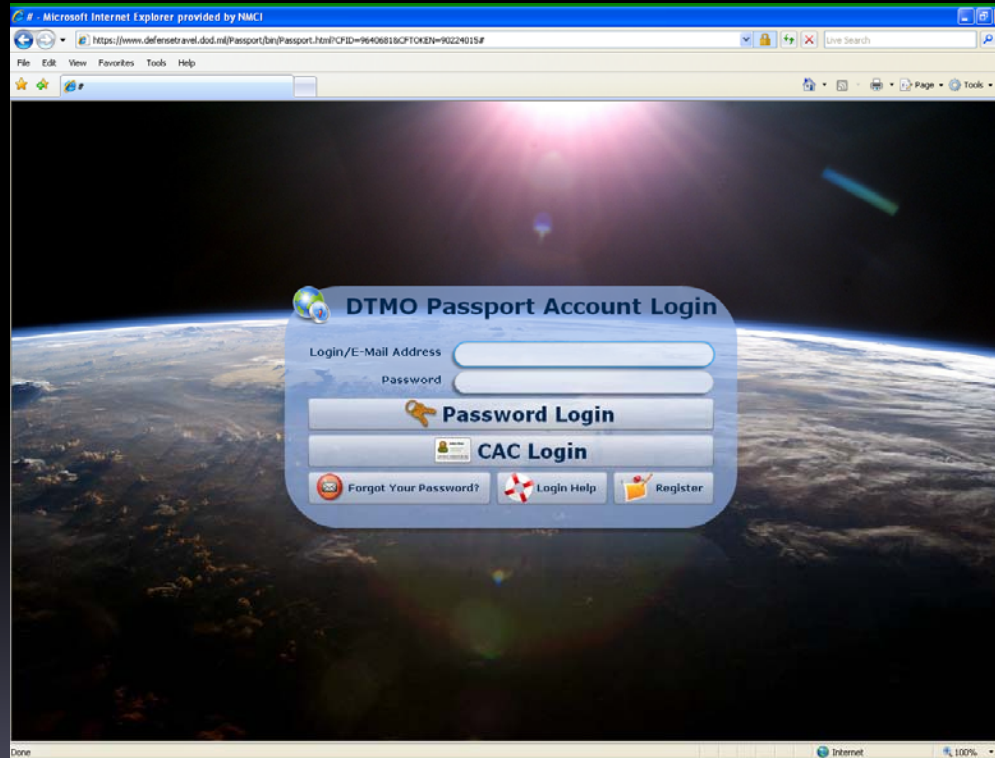 # - Microsoft Internet Explorer provided by NMCI
https://www.defensetravel.dod.mil/Passport/bin/Passport.html?CFID=9640681&CFTOKEN=90224015#
Live Search
File Edit View Favorites Tools Help
#
Page Tools
DTMO Passport Account Login
Login/E-Mail Address
Password
Password Login
CAC Login
Forgot Your Password? Login Help Register
Done Internet 100%